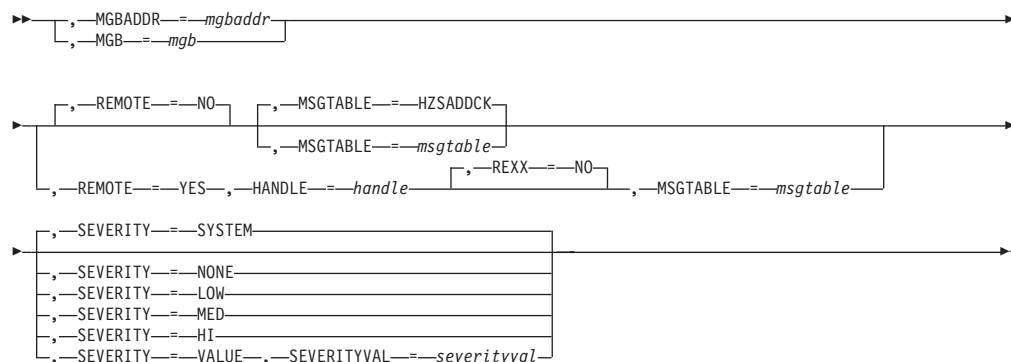 , MGBADDR = mgbaddr
, MGB = mgb
, REMOTE = NO , MSGTABLE = HZSADDCK
, MSGTABLE = msgtable
, REXX = NO
, REMOTE = YES , HANDLE = handle , MSGTABLE = msgtable
, SEVERITY = SYSTEM
, SEVERITY = NONE
, SEVERITY = LOW
, SEVERITY = MED
, SEVERITY = HI
, SEVERITY = VALUE , SEVERITYVAL = severityval